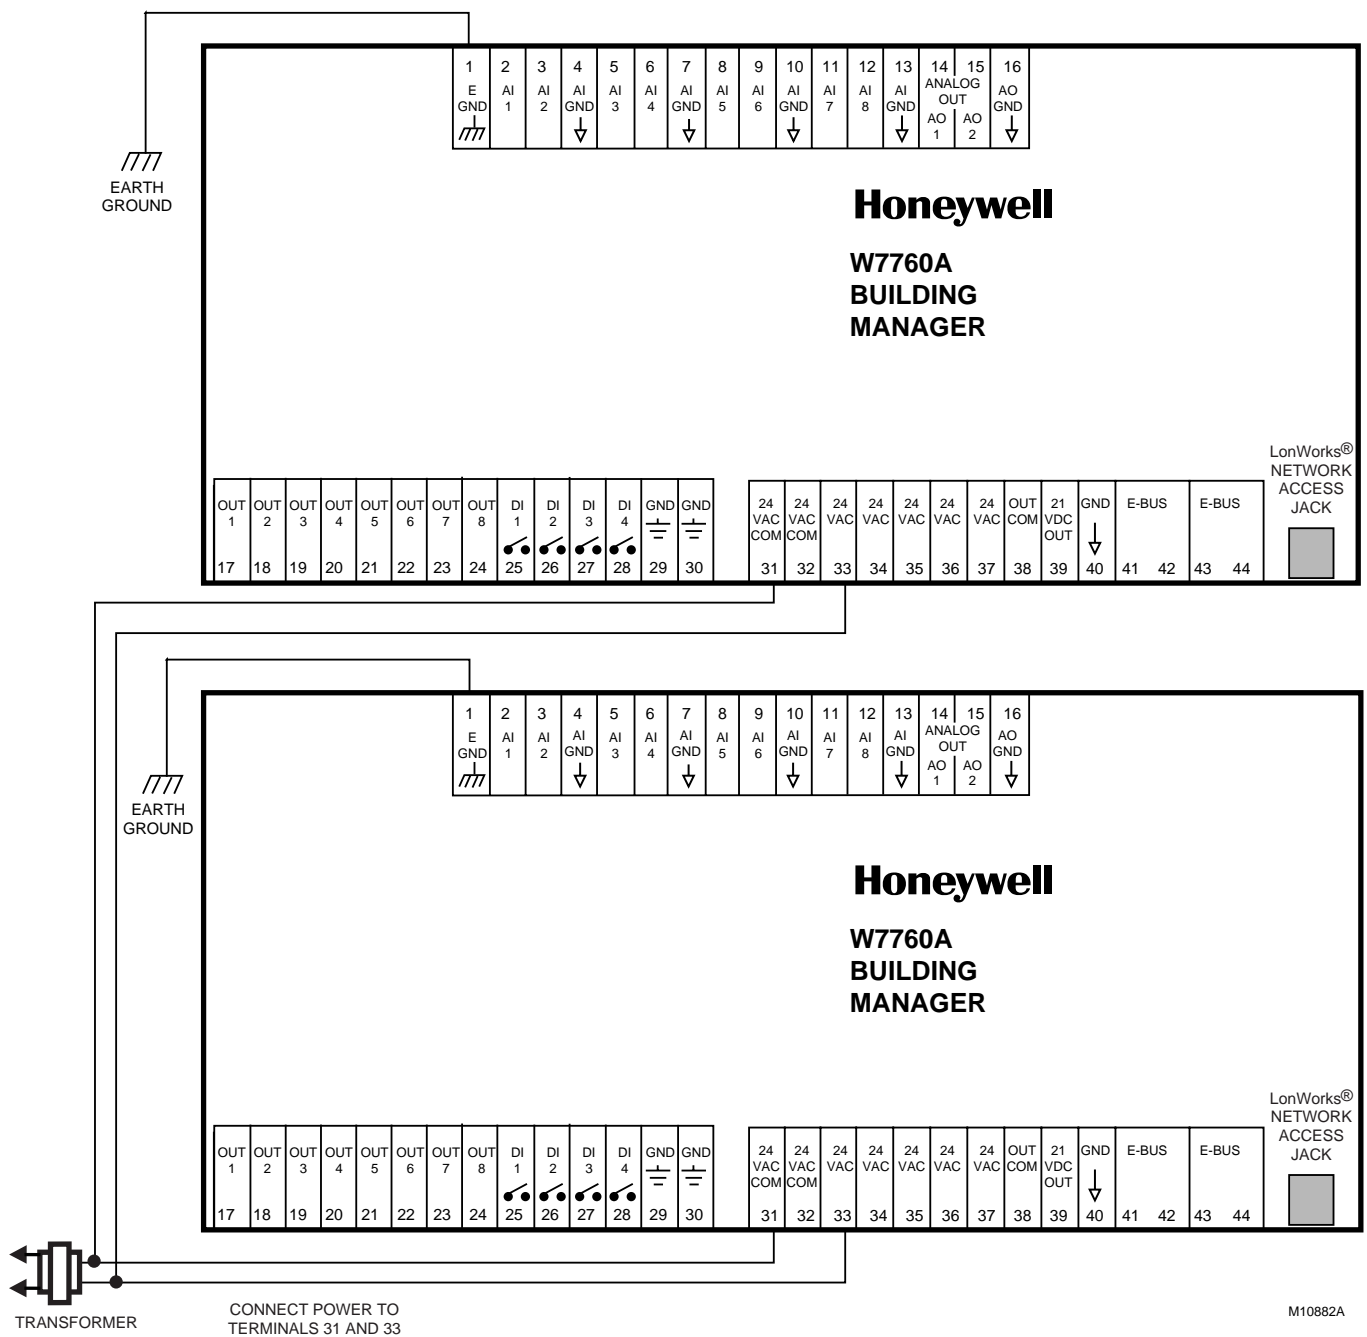 1 2 3 4 5 6 7 8 9 10 11 12 13 14 15 16
E GND AI 1 AI 2 AI GND AI 3 AI 4 AI GND AI 5 AI 6 AI GND AI 7 AI 8 AI GND ANALOG OUT AO 1 AO 2 AO GND
EARTH
GROUND
Honeywell
W7760A
BUILDING
MANAGER
LonWorks®
NETWORK
ACCESS
JACK
OUT 1 OUT 2 OUT 3 OUT 4 OUT 5 OUT 6 OUT 7 OUT 8 DI 1 DI 2 DI 3 DI 4 GND GND
24 VAC COM 24 VAC COM 24 VAC 24 VAC 24 VAC 24 VAC 24 VAC OUT COM 21 VDC OUT GND E-BUS E-BUS
17 18 19 20 21 22 23 24 25 26 27 28 29 30 31 32 33 34 35 36 37 38 39 40 41 42 43 44
1 2 3 4 5 6 7 8 9 10 11 12 13 14 15 16
E GND AI 1 AI 2 AI GND AI 3 AI 4 AI GND AI 5 AI 6 AI GND AI 7 AI 8 AI GND ANALOG OUT AO 1 AO 2 AO GND
EARTH
GROUND
Honeywell
W7760A
BUILDING
MANAGER
LonWorks®
NETWORK
ACCESS
JACK
OUT 1 OUT 2 OUT 3 OUT 4 OUT 5 OUT 6 OUT 7 OUT 8 DI 1 DI 2 DI 3 DI 4 GND GND
24 VAC COM 24 VAC COM 24 VAC 24 VAC 24 VAC 24 VAC 24 VAC OUT COM 21 VDC OUT GND E-BUS E-BUS
17 18 19 20 21 22 23 24 25 26 27 28 29 30 31 32 33 34 35 36 37 38 39 40 41 42 43 44
TRANSFORMER
CONNECT POWER TO
TERMINALS 31 AND 33
M10882A